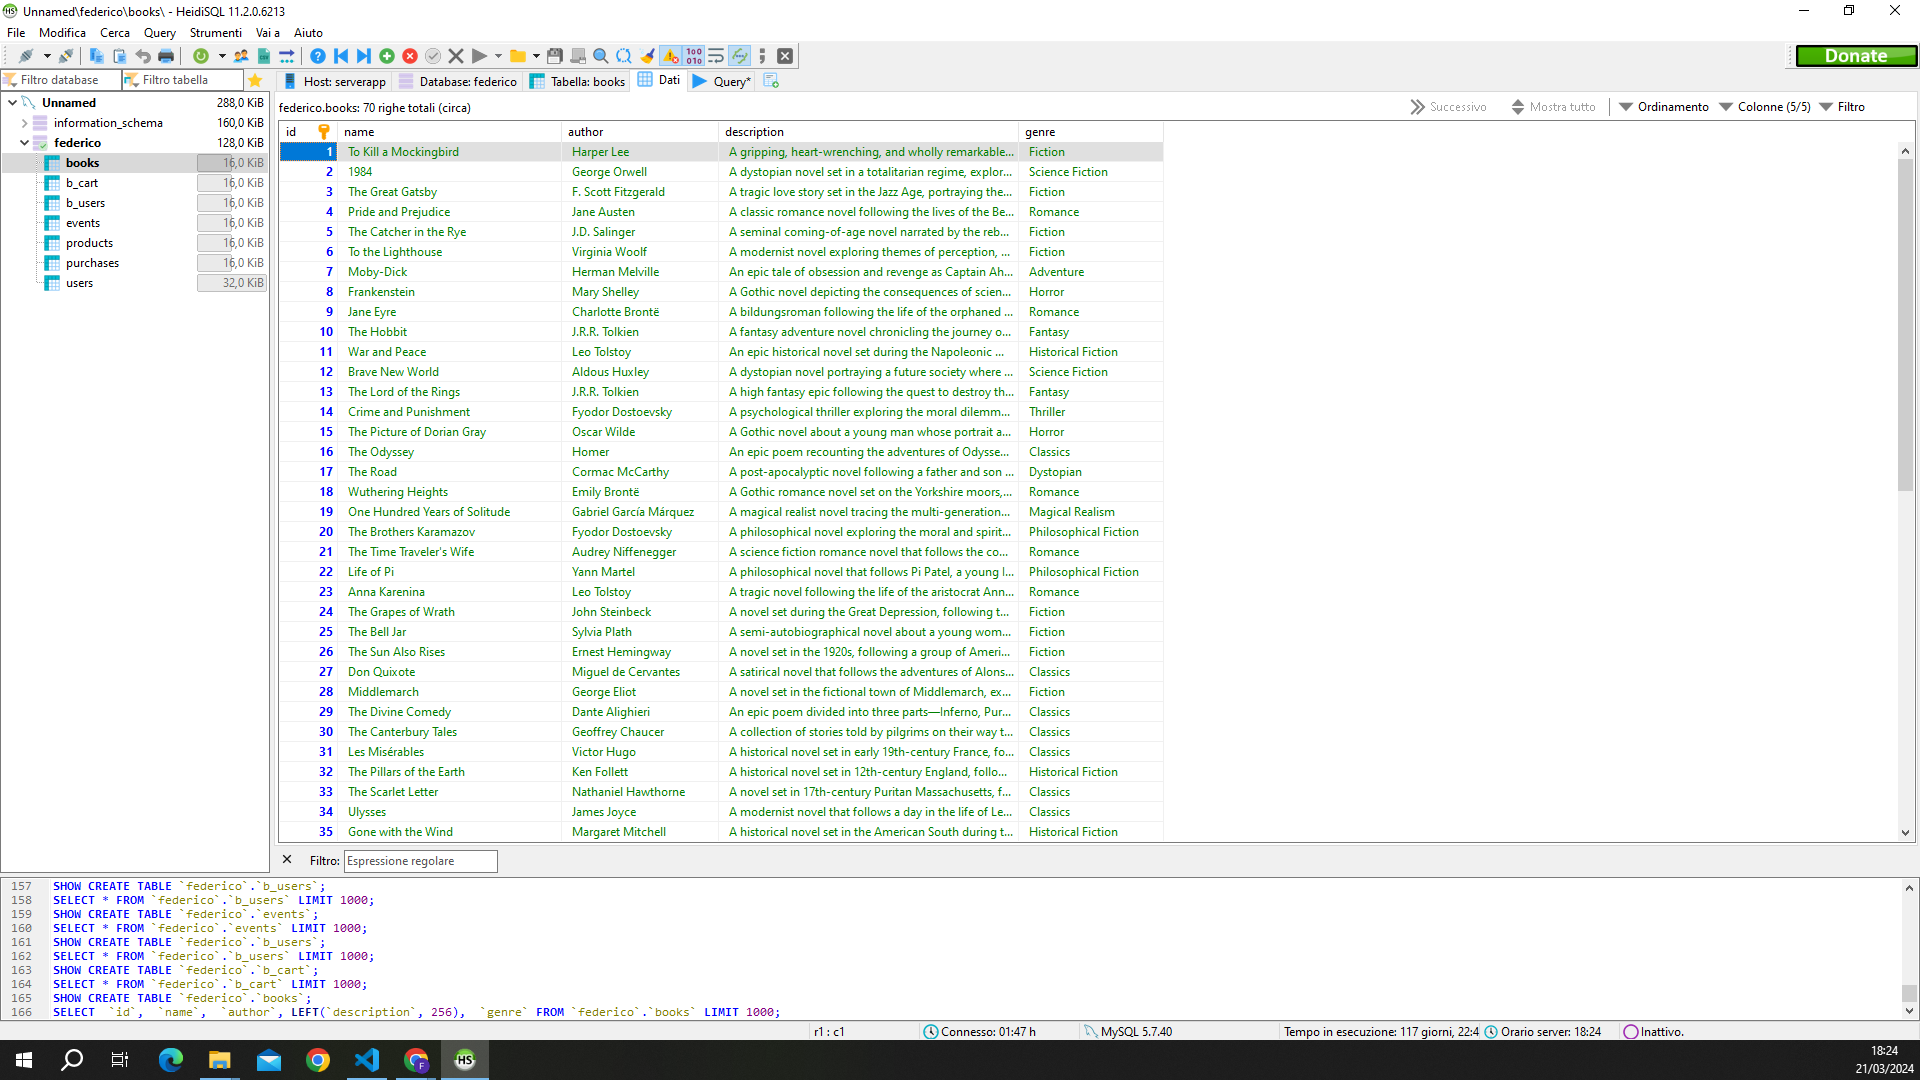 Unnamed\federico\books\ - HeidiSQL 11.2.0.6213
File Modifica Cerca Query Strumenti Vai a Aiuto
Donate
Filtro database Filtro tabella
Host: serverapp Database: federico Tabella: books Dati Query*
Unnamed 288,0 KiB
information_schema 160,0 KiB
federico 128,0 KiB
books 16,0 KiB
b_cart 16,0 KiB
b_users 16,0 KiB
events 16,0 KiB
products 16,0 KiB
purchases 16,0 KiB
users 32,0 KiB
federico.books: 70 righe totali (circa) Successivo Mostra tutto Ordinamento Colonne (5/5) Filtro
id name author description genre
1 To Kill a Mockingbird Harper Lee A gripping, heart-wrenching, and wholly remarkable... Fiction
2 1984 George Orwell A dystopian novel set in a totalitarian regime, explor... Science Fiction
3 The Great Gatsby F. Scott Fitzgerald A tragic love story set in the Jazz Age, portraying the... Fiction
4 Pride and Prejudice Jane Austen A classic romance novel following the lives of the Be... Romance
5 The Catcher in the Rye J.D. Salinger A seminal coming-of-age novel narrated by the reb... Fiction
6 To the Lighthouse Virginia Woolf A modernist novel exploring themes of perception, ... Fiction
7 Moby-Dick Herman Melville An epic tale of obsession and revenge as Captain Ah... Adventure
8 Frankenstein Mary Shelley A Gothic novel depicting the consequences of scien... Horror
9 Jane Eyre Charlotte Brontë A bildungsroman following the life of the orphaned ... Romance
10 The Hobbit J.R.R. Tolkien A fantasy adventure novel chronicling the journey o... Fantasy
11 War and Peace Leo Tolstoy An epic historical novel set during the Napoleonic ... Historical Fiction
12 Brave New World Aldous Huxley A dystopian novel portraying a future society where ... Science Fiction
13 The Lord of the Rings J.R.R. Tolkien A high fantasy epic following the quest to destroy th... Fantasy
14 Crime and Punishment Fyodor Dostoevsky A psychological thriller exploring the moral dilemm... Thriller
15 The Picture of Dorian Gray Oscar Wilde A Gothic novel about a young man whose portrait a... Horror
16 The Odyssey Homer An epic poem recounting the adventures of Odysse... Classics
17 The Road Cormac McCarthy A post-apocalyptic novel following a father and son ... Dystopian
18 Wuthering Heights Emily Brontë A Gothic romance novel set on the Yorkshire moors,... Romance
19 One Hundred Years of Solitude Gabriel García Márquez A magical realist novel tracing the multi-generation... Magical Realism
20 The Brothers Karamazov Fyodor Dostoevsky A philosophical novel exploring the moral and spirit... Philosophical Fiction
21 The Time Traveler's Wife Audrey Niffenegger A science fiction romance novel that follows the co... Romance
22 Life of Pi Yann Martel A philosophical novel that follows Pi Patel, a young I... Philosophical Fiction
23 Anna Karenina Leo Tolstoy A tragic novel following the life of the aristocrat Ann... Romance
24 The Grapes of Wrath John Steinbeck A novel set during the Great Depression, following t... Fiction
25 The Bell Jar Sylvia Plath A semi-autobiographical novel about a young wom... Fiction
26 The Sun Also Rises Ernest Hemingway A novel set in the 1920s, following a group of Ameri... Fiction
27 Don Quixote Miguel de Cervantes A satirical novel that follows the adventures of Alons... Classics
28 Middlemarch George Eliot A novel set in the fictional town of Middlemarch, ex... Fiction
29 The Divine Comedy Dante Alighieri An epic poem divided into three parts—Inferno, Pur... Classics
30 The Canterbury Tales Geoffrey Chaucer A collection of stories told by pilgrims on their way t... Classics
31 Les Misérables Victor Hugo A historical novel set in early 19th-century France, fo... Classics
32 The Pillars of the Earth Ken Follett A historical novel set in 12th-century England, follo... Historical Fiction
33 The Scarlet Letter Nathaniel Hawthorne A novel set in 17th-century Puritan Massachusetts, f... Classics
34 Ulysses James Joyce A modernist novel that follows a day in the life of Le... Classics
35 Gone with the Wind Margaret Mitchell A historical novel set in the American South during t... Historical Fiction
Filtro: Espressione regolare
157 SHOW CREATE TABLE `federico`.`b_users`;
158 SELECT * FROM `federico`.`b_users` LIMIT 1000;
159 SHOW CREATE TABLE `federico`.`events`;
160 SELECT * FROM `federico`.`events` LIMIT 1000;
161 SHOW CREATE TABLE `federico`.`b_users`;
162 SELECT * FROM `federico`.`b_users` LIMIT 1000;
163 SHOW CREATE TABLE `federico`.`b_cart`;
164 SELECT * FROM `federico`.`b_cart` LIMIT 1000;
165 SHOW CREATE TABLE `federico`.`books`;
166 SELECT `id`, `name`, `author`, LEFT(`description`, 256), `genre` FROM `federico`.`books` LIMIT 1000;
r1 : c1 Connesso: 01:47 h MySQL 5.7.40 Tempo in esecuzione: 117 giorni, 22:4 Orario server: 18:24 Inattivo.
18:24
21/03/2024